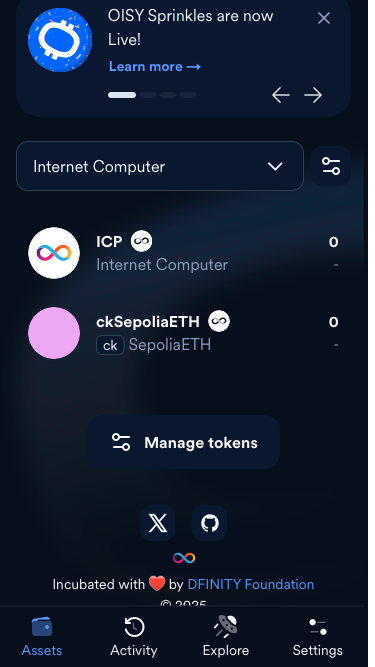 OISY Sprinkles are now
Live!
Learn more →
Internet Computer
ICP
0
Internet Computer
-
ckSepoliaETH
0
ck SepoliaETH
-
Manage tokens
Incubated with ❤️ by DFINITY Foundation
© 2025
Assets
Activity
Explore
Settings